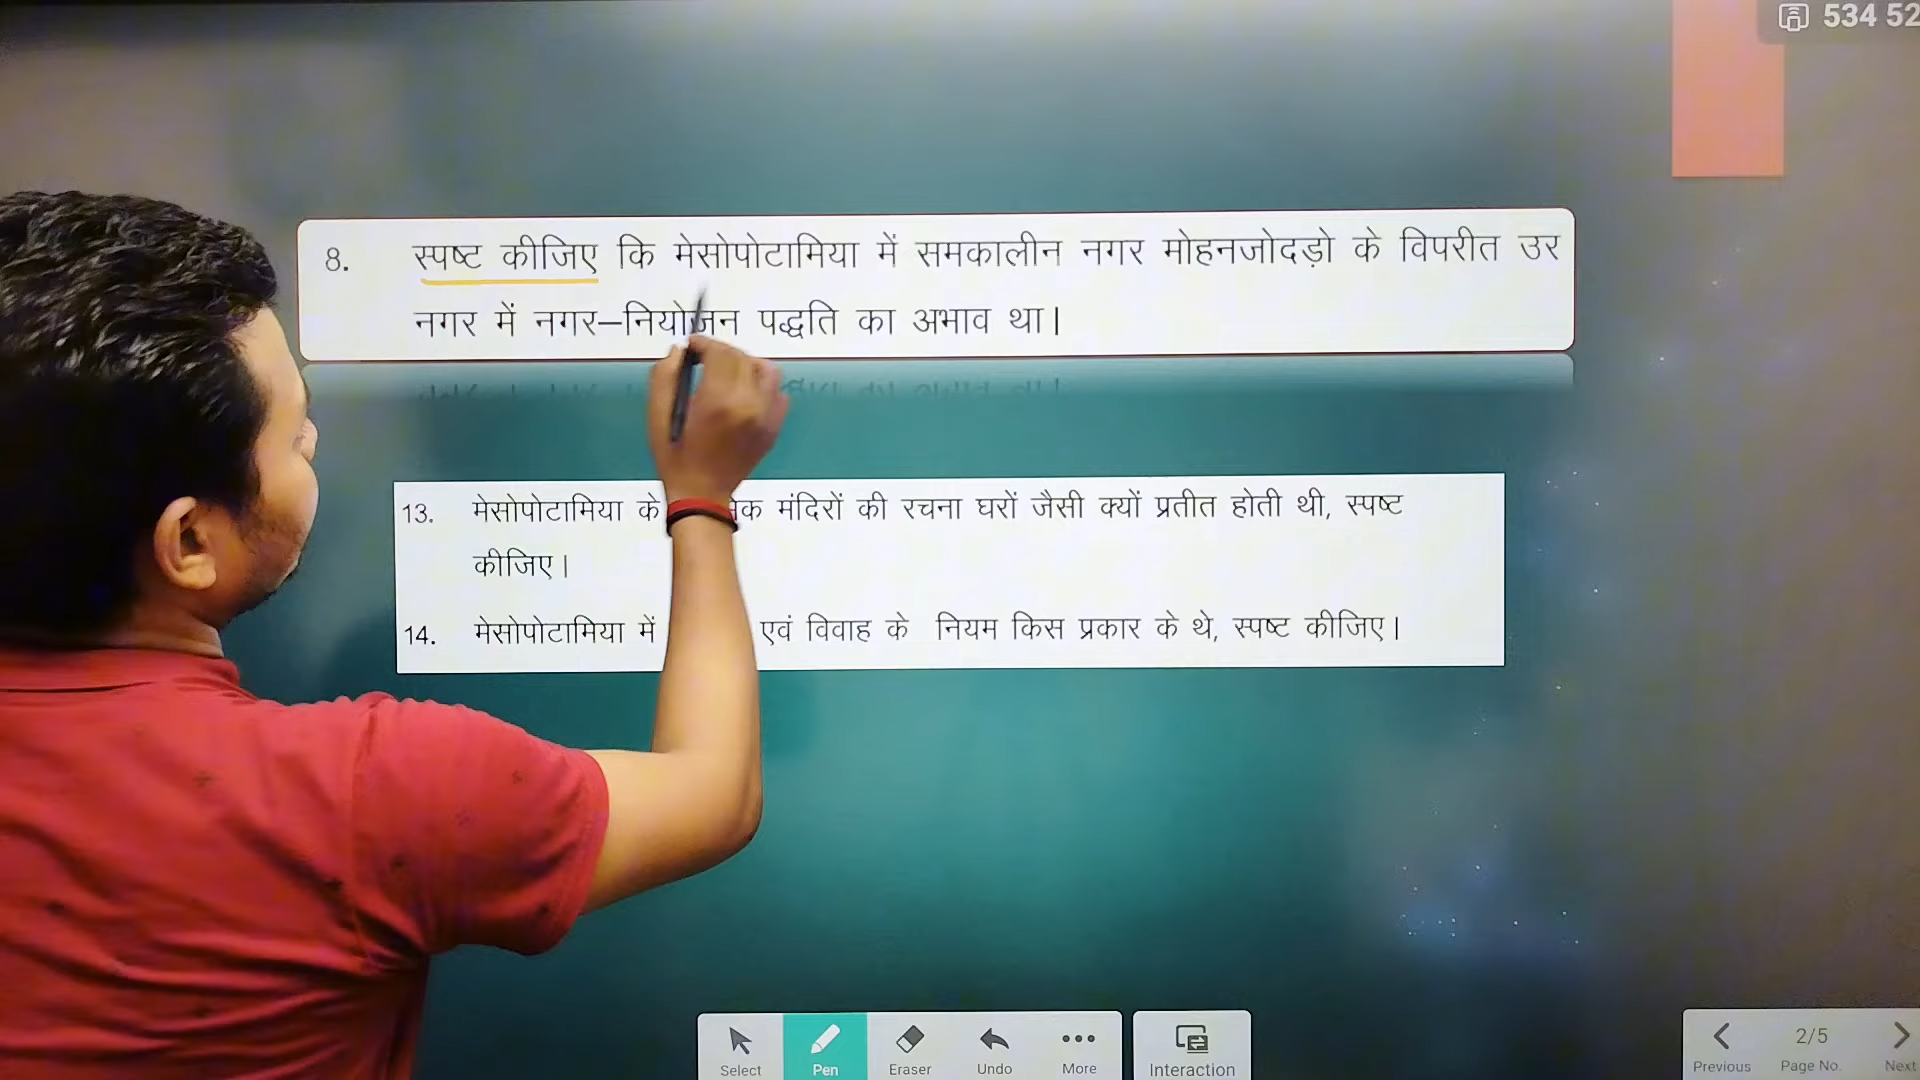 534 52
8. स्पष्ट कीजिए कि मेसोपोटामिया में समकालीन नगर मोहनजोदड़ो के विपरीत उर
नगर में नगर–नियोजन पद्धति का अभाव था।
13. मेसोपोटामिया के मंदिरों की रचना घरों जैसी क्यों प्रतीत होती थी, स्पष्ट
कीजिए।
14. मेसोपोटामिया में एवं विवाह के नियम किस प्रकार के थे, स्पष्ट कीजिए।
Select Pen Eraser Undo More Interaction
2/5
Previous Page No. Next